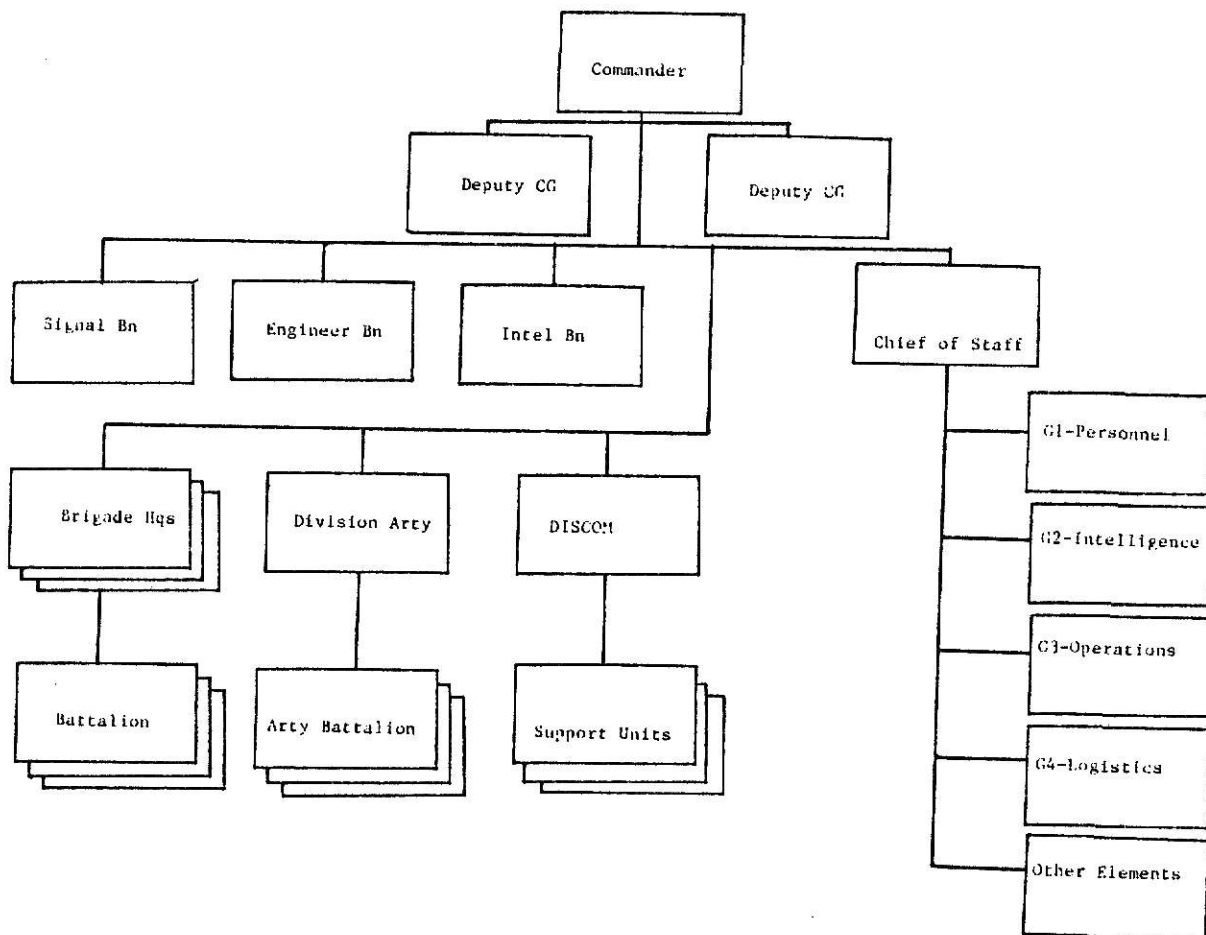 Commander
Deputy CG
Deputy CG
Signal Bn
Engineer Bn
Intel Bn
Chief of Staff
G1-Personnel
Brigade Hqs
Division Arty
DISCOM
G2-Intelligence
G3-Operations
Battalion
Arty Battalion
Support Units
G4-Logistics
Other Elements